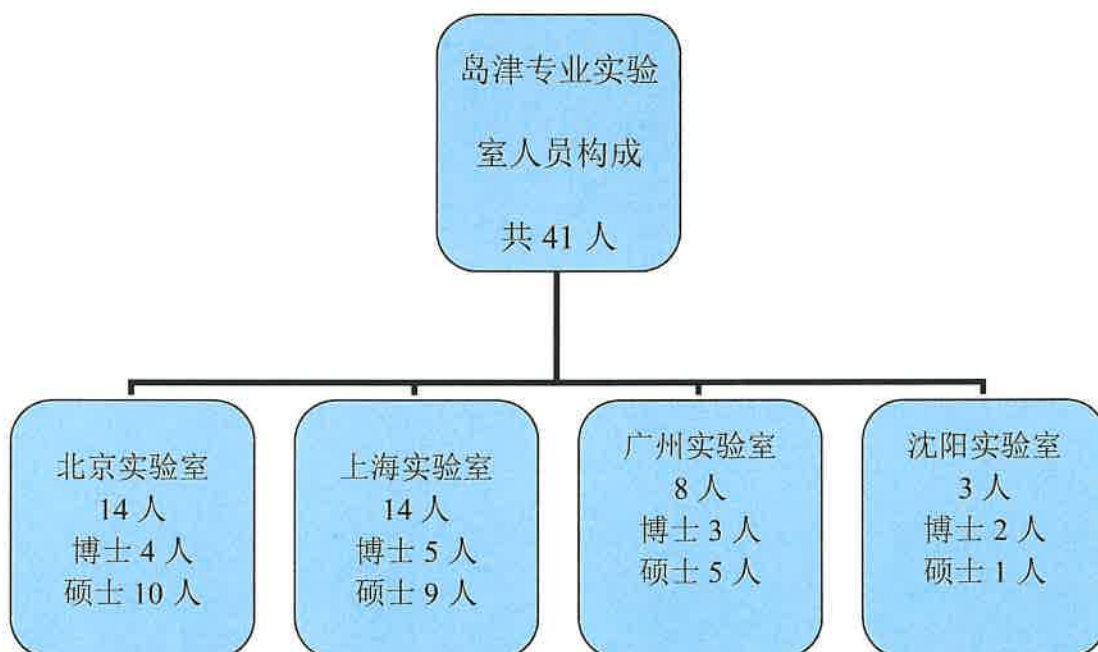 岛津专业实验
室人员构成
共 41 人
北京实验室
14 人
博士 4 人
硕士 10 人
上海实验室
14 人
博士 5 人
硕士 9 人
广州实验室
8 人
博士 3 人
硕士 5 人
沈阳实验室
3 人
博士 2 人
硕士 1 人